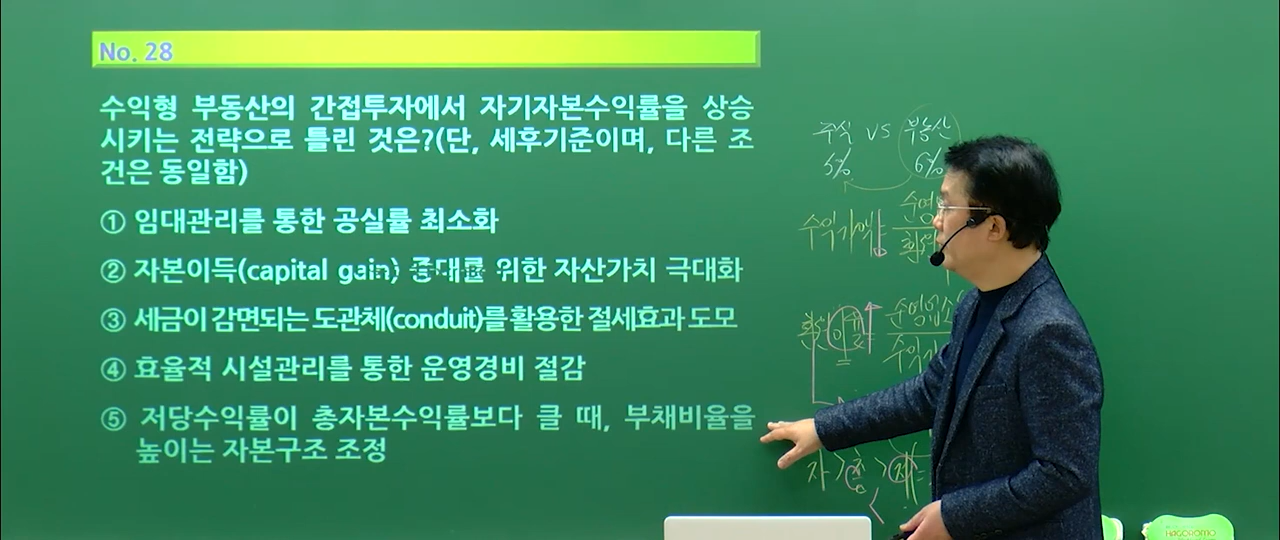 No. 28
수익형 부동산의 간접투자에서 자기자본수익률을 상승
시키는 전략으로 틀린 것은?(단, 세후기준이며, 다른 조
건은 동일함)
① 임대관리를 통한 공실률 최소화
② 자본이득(capital gain) 증대를 위한 자산가치 극대화
③ 세금이 감면되는 도관체(conduit)를 활용한 절세효과 도모
④ 효율적 시설관리를 통한 운영경비 절감
⑤ 저당수익률이 총자본수익률보다 클 때, 부채비율을
높이는 자본구조 조정
주식 vs 부동산
5% 6%
수익가액
HAGOROMO